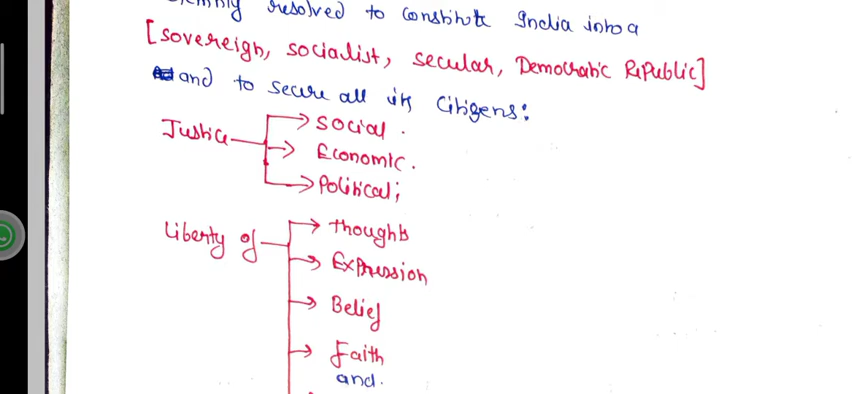 resolved to constitute India into a
[sovereign, socialist, secular, Democratic Republic]
and to secure all its Citizens:
Justice → social.
→ Economic.
→ Political;
Liberty of → thoughts
→ Expression
→ Belief
→ Faith
and.